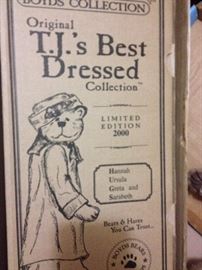 BOYDS COLLECTION
Original
T.J.'s Best
Dressed
Collection™
LIMITED
EDITION
2000
Hannah
Ursula
Greta and
Sarabeth
Bears & Hares
You Can Trust...
BOYDS BEARS